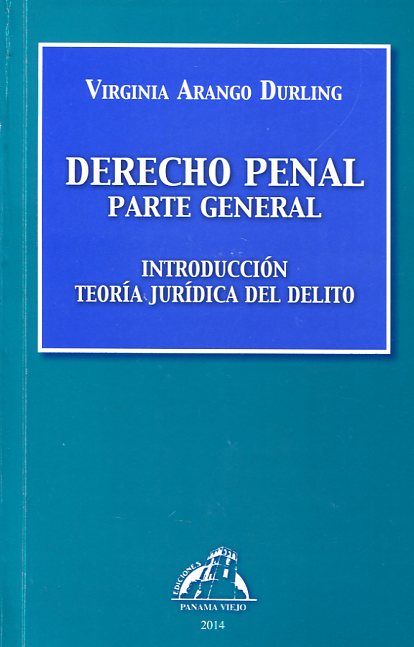 VIRGINIA ARANGO DURLING
DERECHO PENAL
PARTE GENERAL
INTRODUCCIÓN
TEORÍA JURÍDICA DEL DELITO
EDICIONES
PANAMA VIEJO
2014